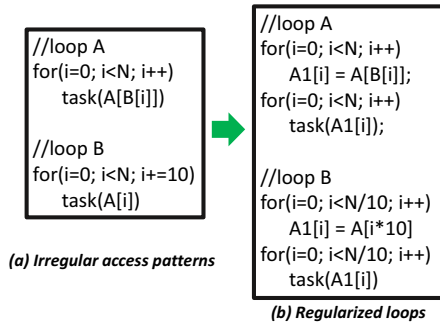 //loop A
for(i=0; i<N; i++)
task(A[B[i]])
//loop B
for(i=0; i<N; i+=10)
task(A[i])
(a) Irregular access patterns
//loop A
for(i=0; i<N; i++)
A1[i] = A[B[i]];
for(i=0; i<N; i++)
task(A1[i]);
//loop B
for(i=0; i<N/10; i++)
A1[i] = A[i*10]
for(i=0; i<N/10; i++)
task(A1[i])
(b) Regularized loops